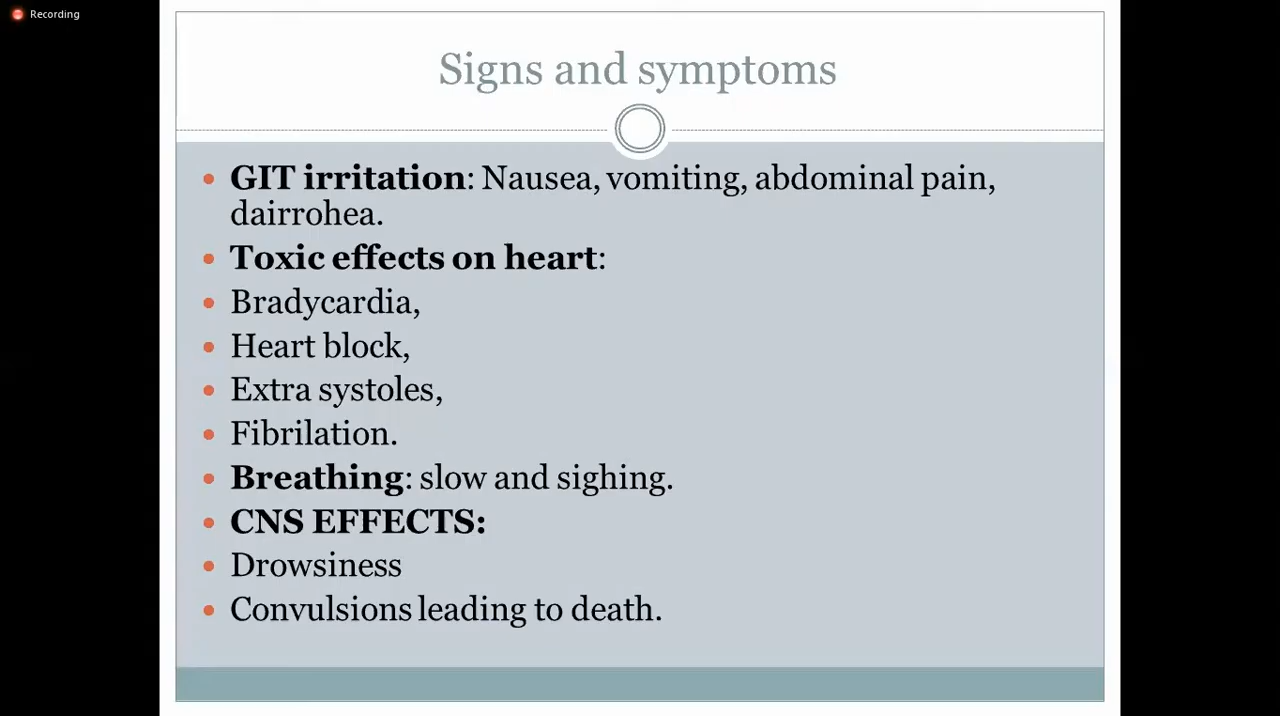 Recording
Signs and symptoms
• GIT irritation: Nausea, vomiting, abdominal pain,
dairrohea.
• Toxic effects on heart:
• Bradycardia,
• Heart block,
• Extra systoles,
• Fibrilation.
• Breathing: slow and sighing.
• CNS EFFECTS:
• Drowsiness
• Convulsions leading to death.